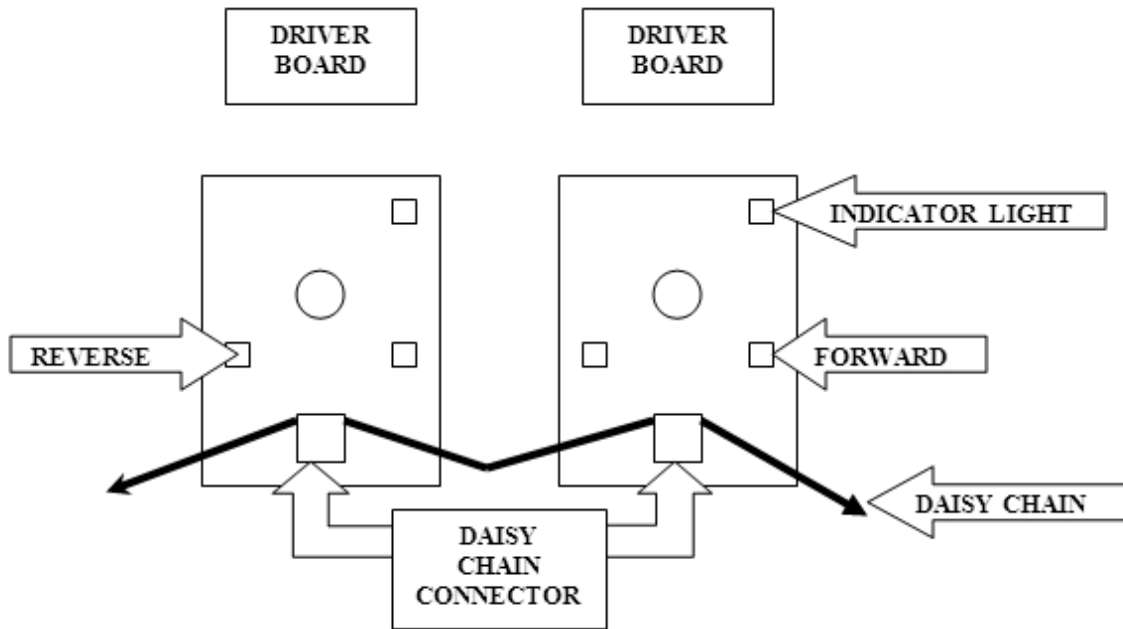 DRIVER
BOARD
DRIVER
BOARD
INDICATOR LIGHT
REVERSE
FORWARD
DAISY CHAIN
DAISY
CHAIN
CONNECTOR